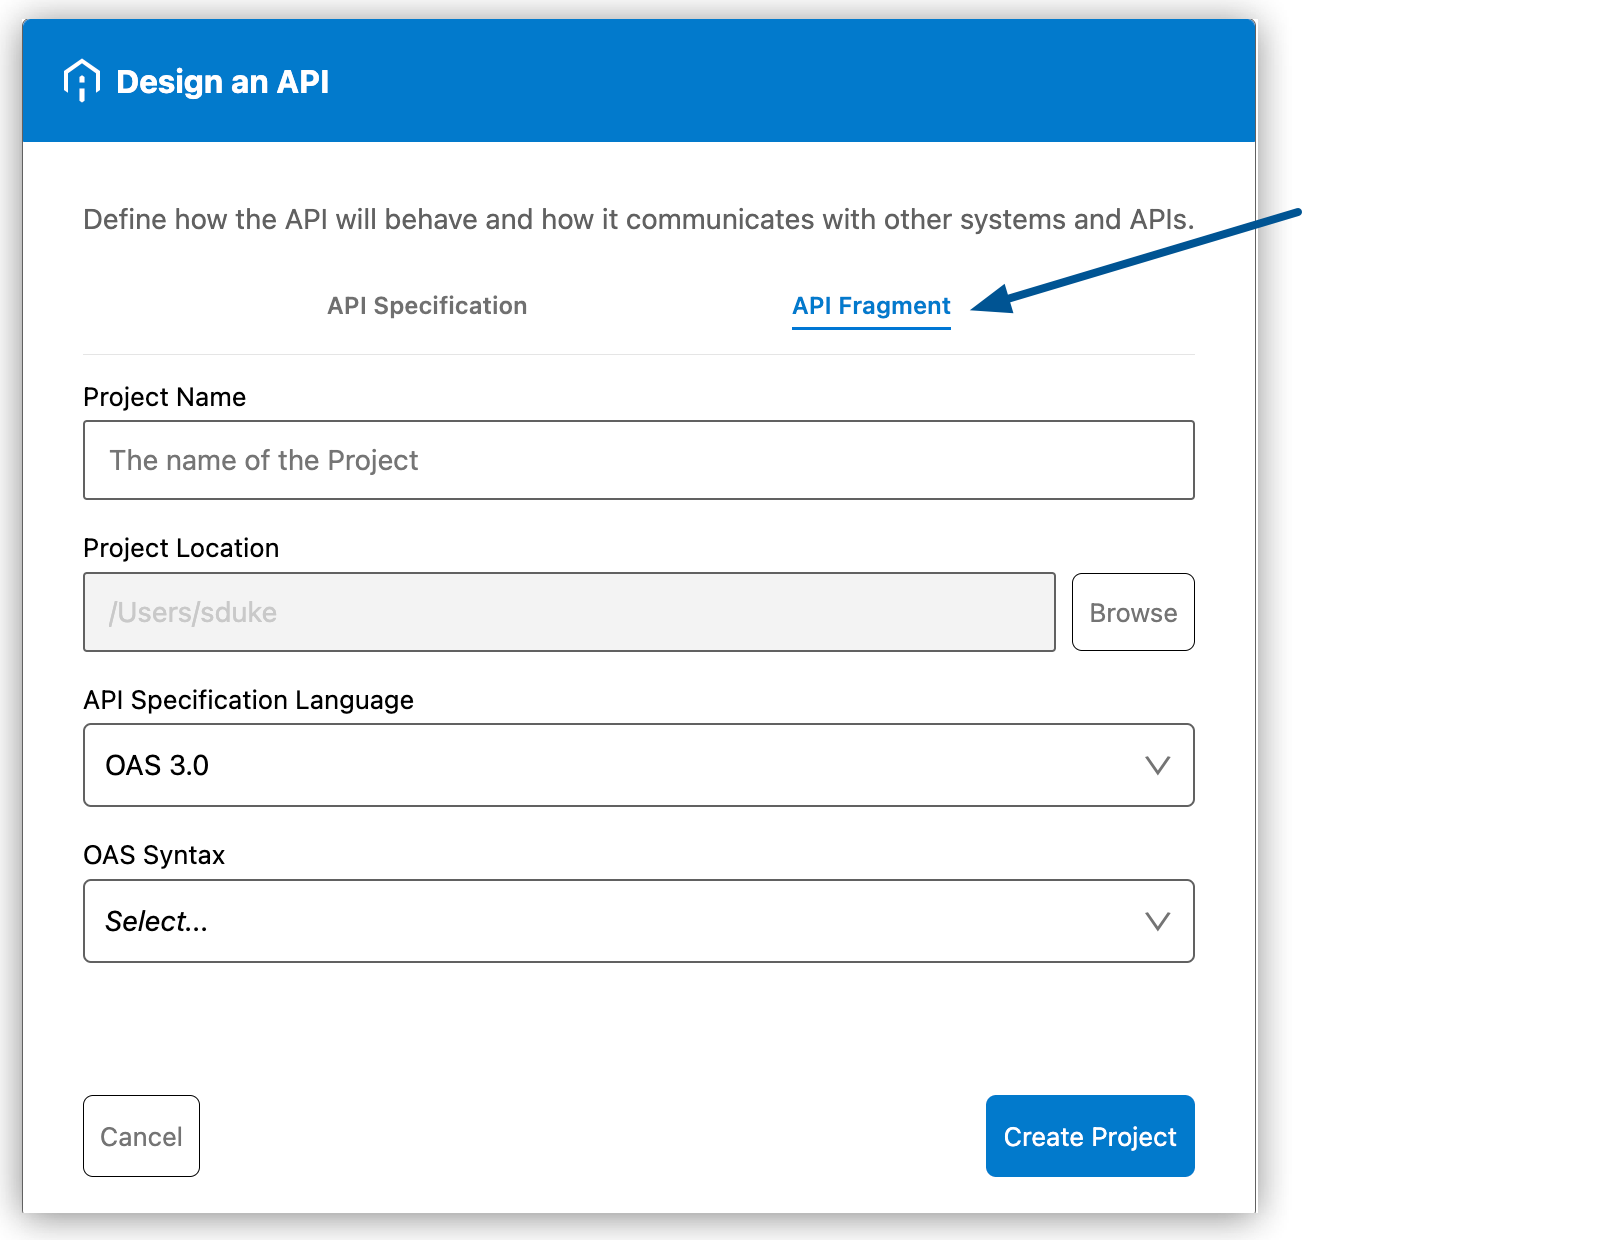 Design an API
Define how the API will behave and how it communicates with other systems and APIs.
API Specification
API Fragment
Project Name
The name of the Project
Project Location
/Users/sduke
Browse
API Specification Language
OAS 3.0
OAS Syntax
Select...
Cancel
Create Project